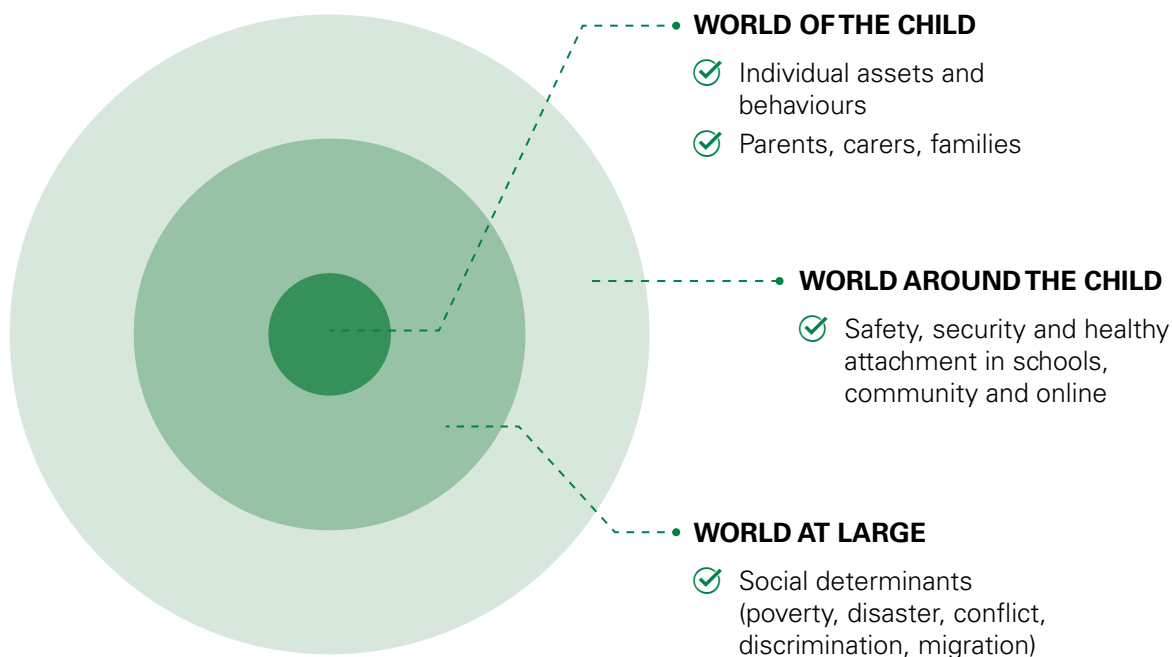 WORLD OF THE CHILD
Individual assets and
behaviours
Parents, carers, families
WORLD AROUND THE CHILD
Safety, security and healthy
attachment in schools,
community and online
WORLD AT LARGE
Social determinants
(poverty, disaster, conflict,
discrimination, migration)